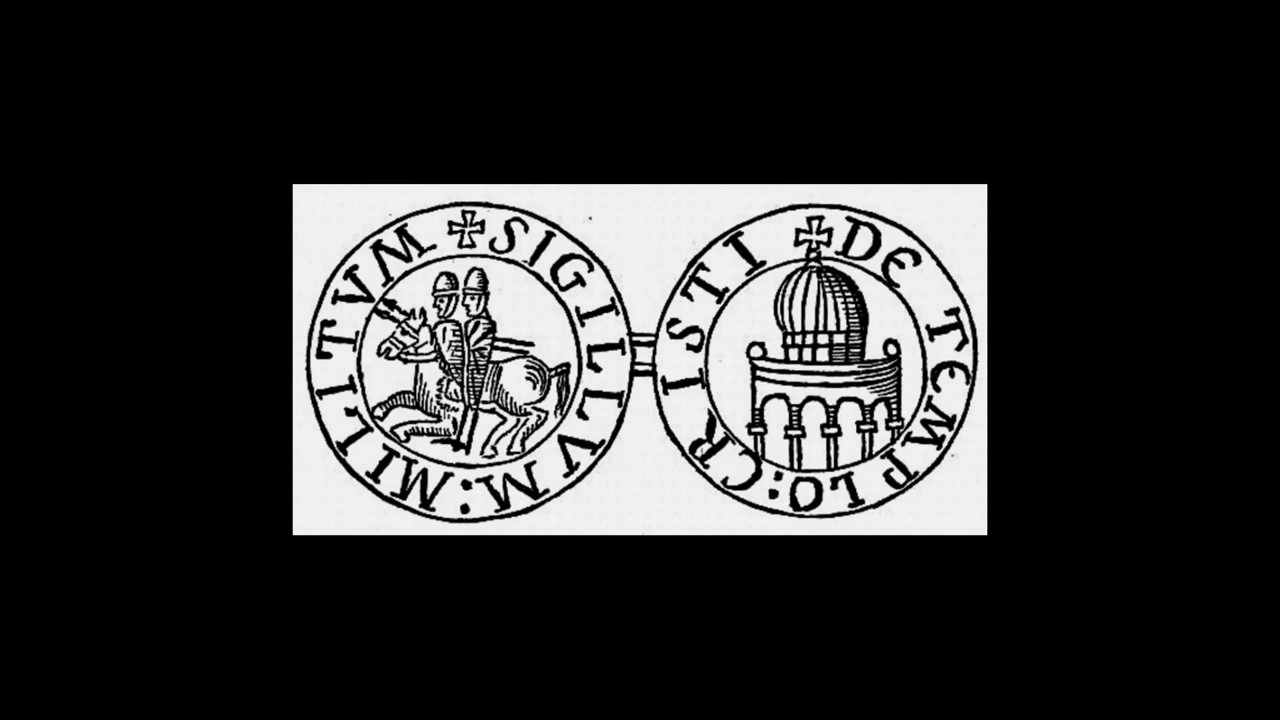 ✠ SIGILLVM : MILITVM
✠ DE TEMPLO : CRISTI